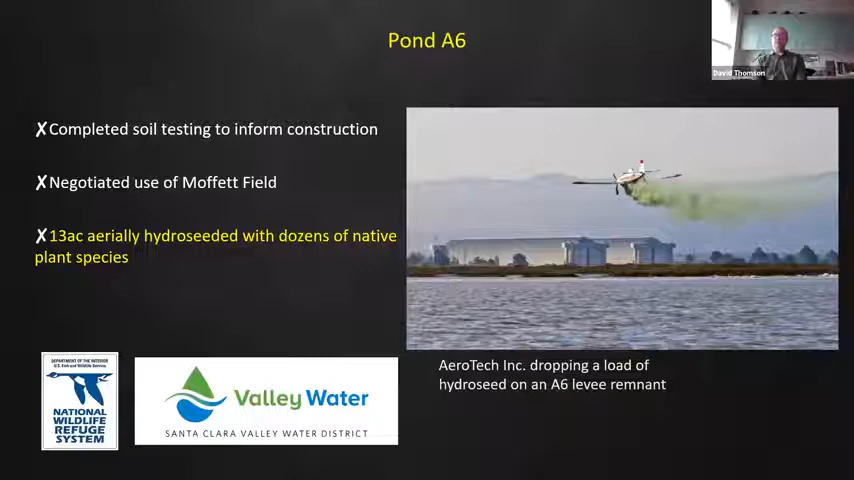 Pond A6
David Thomson
✗Completed soil testing to inform construction
✗Negotiated use of Moffett Field
✗13ac aerially hydroseeded with dozens of native
plant species
AeroTech Inc. dropping a load of
hydroseed on an A6 levee remnant
DEPARTMENT OF THE INTERIOR
U.S. Fish and Wildlife Service
NATIONAL
WILDLIFE
REFUGE
SYSTEM
Valley Water
SANTA CLARA VALLEY WATER DISTRICT